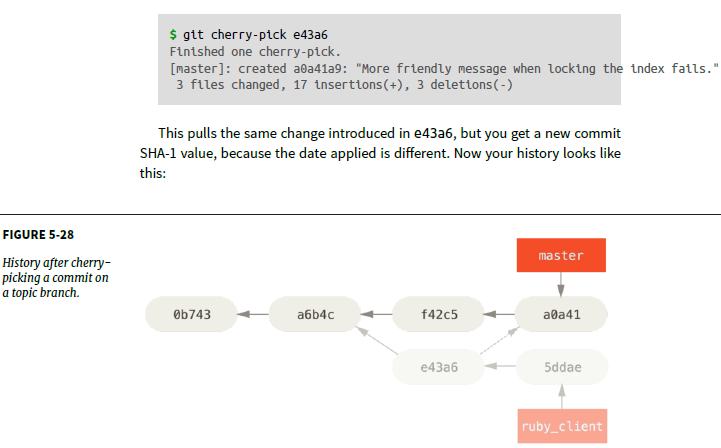 $ git cherry-pick e43a6
Finished one cherry-pick.
[master]: created a0a41a9: "More friendly message when locking the index fails."
 3 files changed, 17 insertions(+), 3 deletions(-)
This pulls the same change introduced in e43a6, but you get a new commit
SHA-1 value, because the date applied is different. Now your history looks like
this:
FIGURE 5-28
History after cherry-
picking a commit on
a topic branch.
master
0b743 a6b4c f42c5 a0a41
e43a6 5ddae
ruby_client